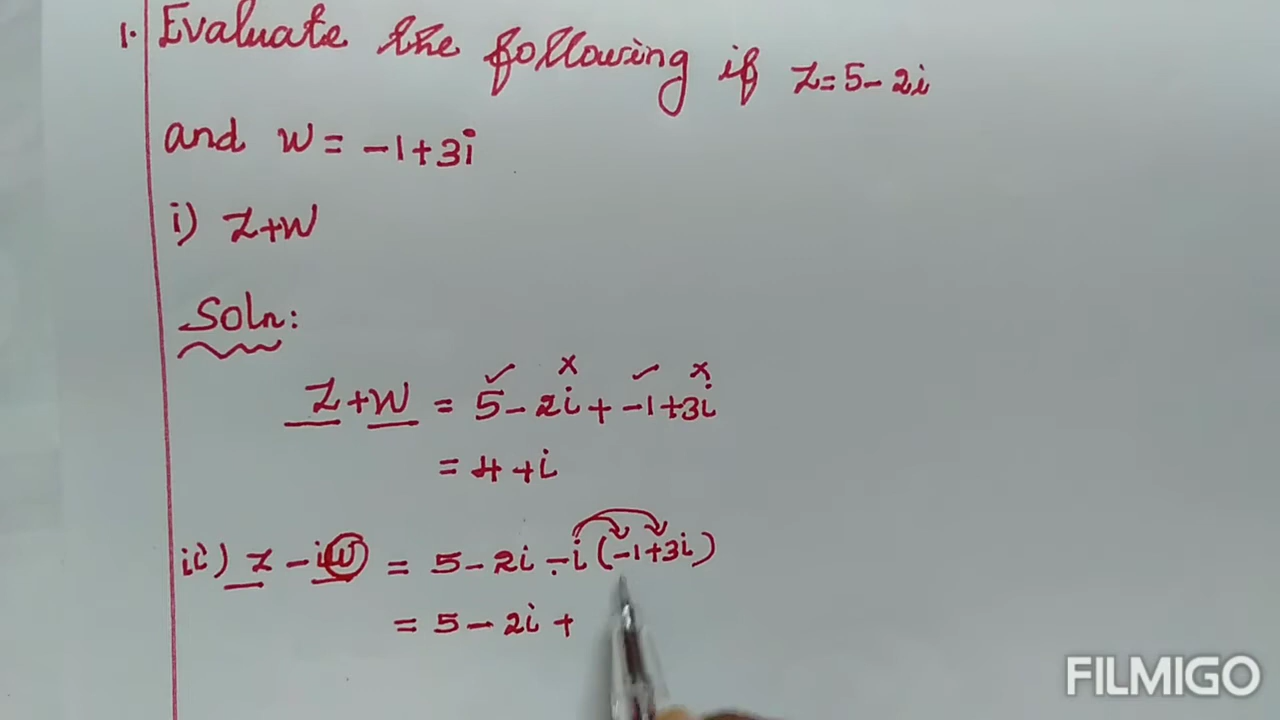 1. Evaluate the following if z = 5 - 2i
and w = -1+3i
i) z+w
Soln:
z+w = 5 - 2i + -1 +3i
= 4 + i
ii) z - iw = 5 - 2i - i (-1+3i)
= 5 - 2i +
FILMIGO